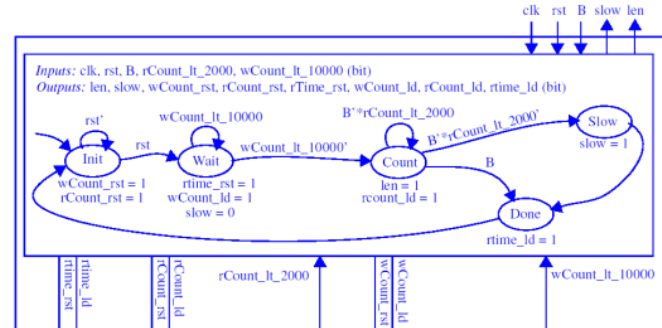 clk rst B slow len
Inputs: clk, rst, B, rCount_lt_2000, wCount_lt_10000 (bit)
Outputs: len, slow, wCount_rst, rCount_rst, rTime_rst, wCount_ld, rCount_ld, rtime_ld (bit)
rst'
wCount_lt_10000
B'*rCount_lt_2000
B'*rCount_lt_2000'
Slow
slow = 1
Init
rst
Wait
wCount_lt_10000'
Count
B
wCount_rst = 1
rCount_rst = 1
rtime_rst = 1
wCount_ld = 1
slow = 0
len = 1
rcount_ld = 1
Done
rtime_ld = 1
rtime_rst
rtime_ld
rCount_rst
rCount_ld
rCount_lt_2000
wCount_rst
wCount_ld
wCount_lt_10000